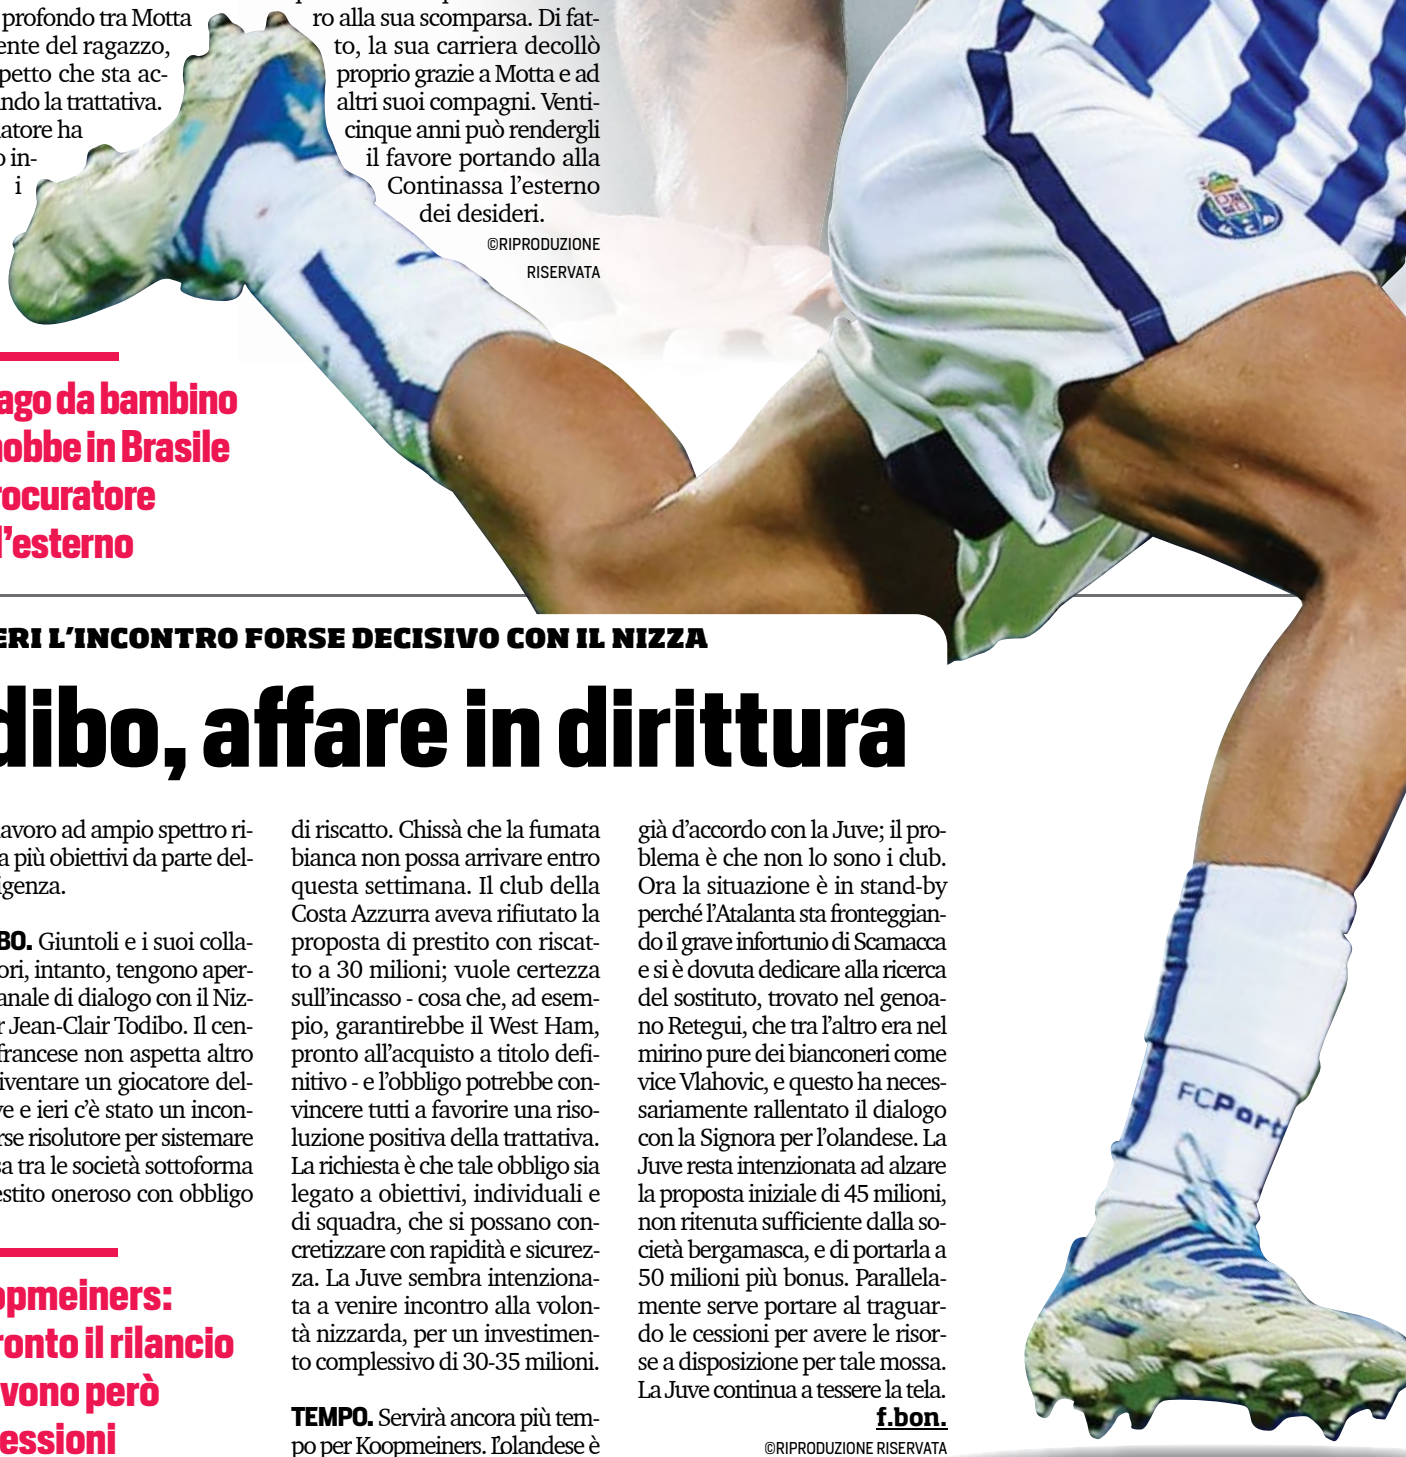 profondo tra Motta
ente del ragazzo,
petto che sta ac-
ndo la trattativa.
atore ha
o in-
i
ro alla sua scomparsa. Di fat-
to, la sua carriera decollò
proprio grazie a Motta e ad
altri suoi compagni. Venti-
cinque anni può rendergli
il favore portando alla
Continassa l’esterno
dei desideri.
©RIPRODUZIONE
RISERVATA
ago da bambino
nobbe in Brasile
rocuratore
l’esterno
ERI L’INCONTRO FORSE DECISIVO CON IL NIZZA
dibo, affare in dirittura
avoro ad ampio spettro ri-
a più obiettivi da parte del-
igenza.
BO. Giuntoli e i suoi colla-
ori, intanto, tengono aper-
anale di dialogo con il Niz-
r Jean-Clair Todibo. Il cen-
francese non aspetta altro
iventare un giocatore del-
ve e ieri c’è stato un incon-
rse risolutore per sistemare
sa tra le società sottoforma
estito oneroso con obbligo
opmeiners:
ronto il rilancio
vono però
essioni
di riscatto. Chissà che la fumata
bianca non possa arrivare entro
questa settimana. Il club della
Costa Azzurra aveva rifiutato la
proposta di prestito con riscat-
to a 30 milioni; vuole certezza
sull’incasso - cosa che, ad esem-
pio, garantirebbe il West Ham,
pronto all’acquisto a titolo defi-
nitivo - e l’obbligo potrebbe con-
vincere tutti a favorire una riso-
luzione positiva della trattativa.
La richiesta è che tale obbligo sia
legato a obiettivi, individuali e
di squadra, che si possano con-
cretizzare con rapidità e sicurez-
za. La Juve sembra intenziona-
ta a venire incontro alla volon-
tà nizzarda, per un investimen-
to complessivo di 30-35 milioni.
TEMPO. Servirà ancora più tem-
po per Koopmeiners. L’olandese è
già d’accordo con la Juve; il pro-
blema è che non lo sono i club.
Ora la situazione è in stand-by
perché l’Atalanta sta fronteggian-
do il grave infortunio di Scamacca
e si è dovuta dedicare alla ricerca
del sostituto, trovato nel genoa-
no Retegui, che tra l’altro era nel
mirino pure dei bianconeri come
vice Vlahovic, e questo ha neces-
sariamente rallentato il dialogo
con la Signora per l’olandese. La
Juve resta intenzionata ad alzare
la proposta iniziale di 45 milioni,
non ritenuta sufficiente dalla so-
cietà bergamasca, e di portarla a
50 milioni più bonus. Parallela-
mente serve portare al traguar-
do le cessioni per avere le risor-
se a disposizione per tale mossa.
La Juve continua a tessere la tela.
f.bon.
©RIPRODUZIONE RISERVATA
FCPort